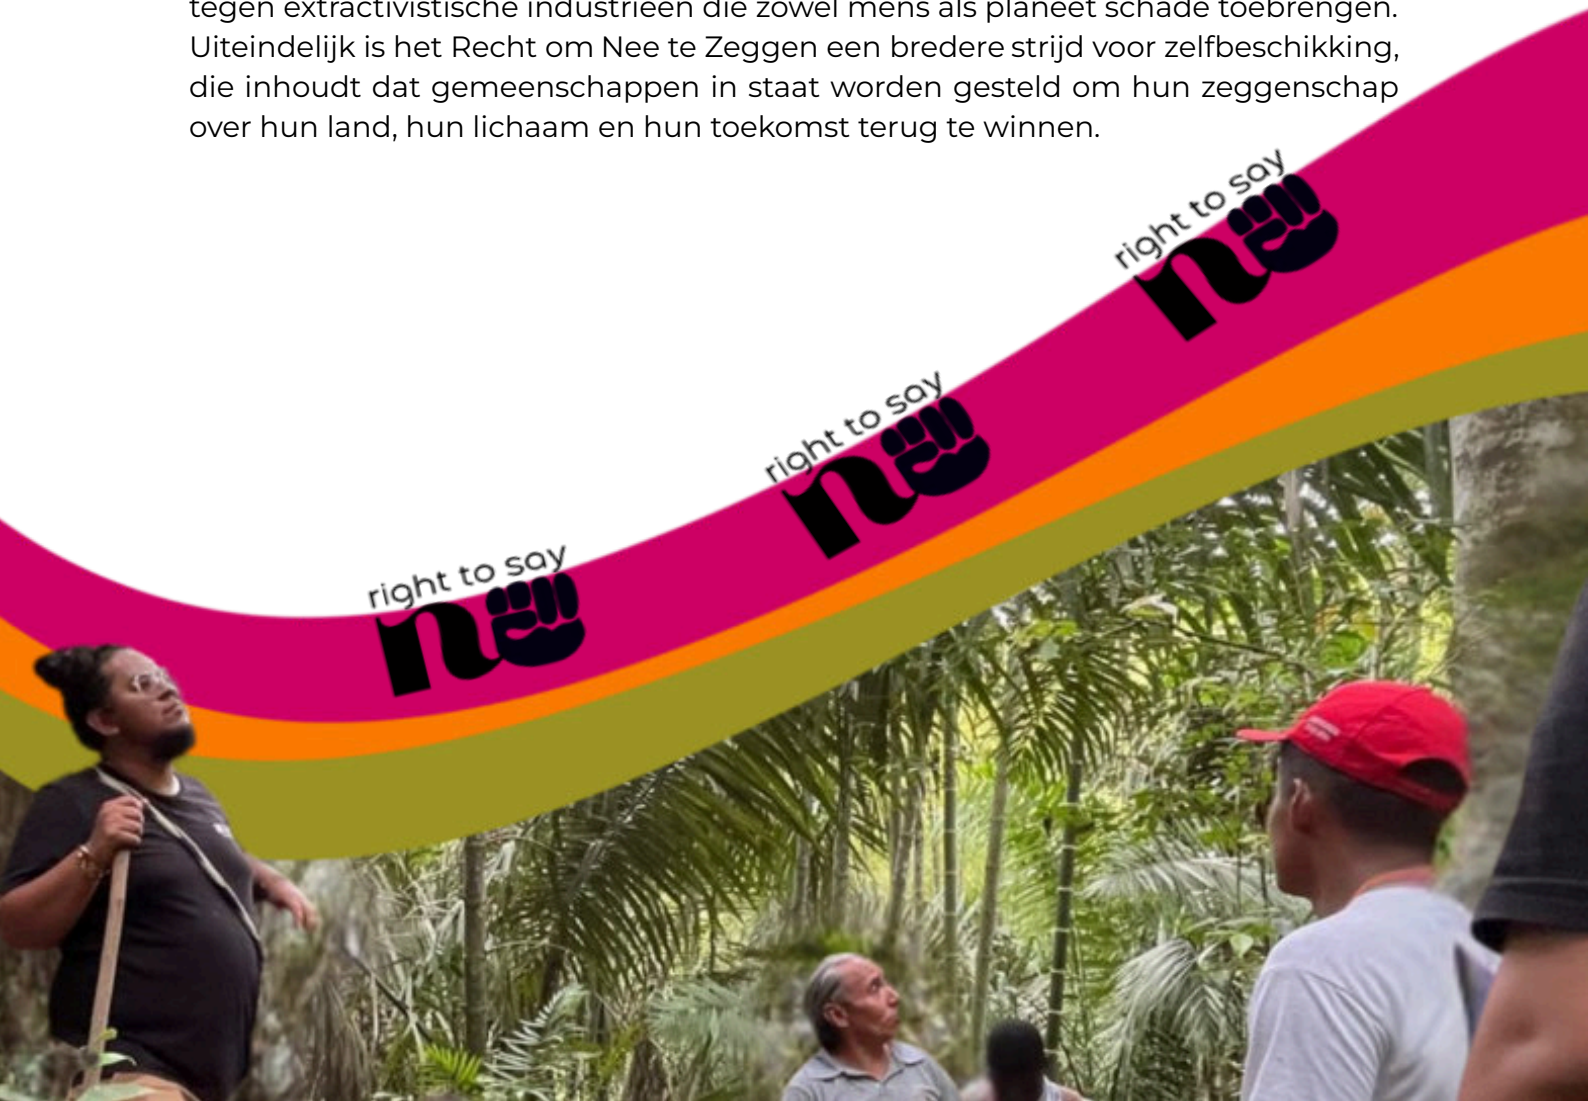 tegen extractivistische industrieën die zowel mens als planeet schade toebrengen.
Uiteindelijk is het Recht om Nee te Zeggen een bredere strijd voor zelfbeschikking,
die inhoudt dat gemeenschappen in staat worden gesteld om hun zeggenschap
over hun land, hun lichaam en hun toekomst terug te winnen.
right to say
no
right to say
no
right to say
no